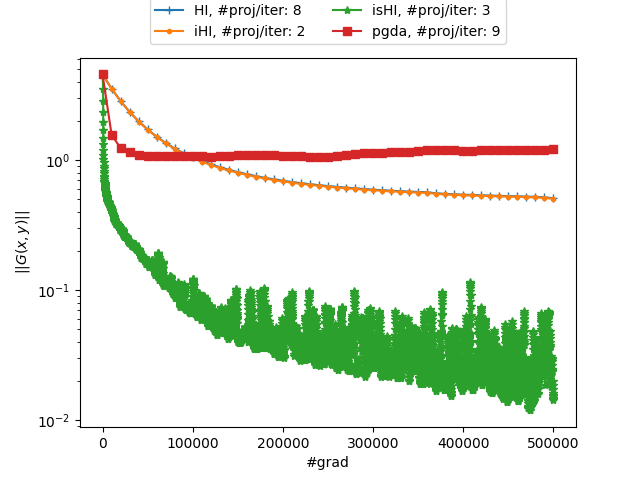 HI, #proj/iter: 8
isHI, #proj/iter: 3
iHI, #proj/iter: 2
pgda, #proj/iter: 9
10⁰
10⁻¹
10⁻²
||G(x, y)||
0
100000
200000
300000
400000
500000
#grad